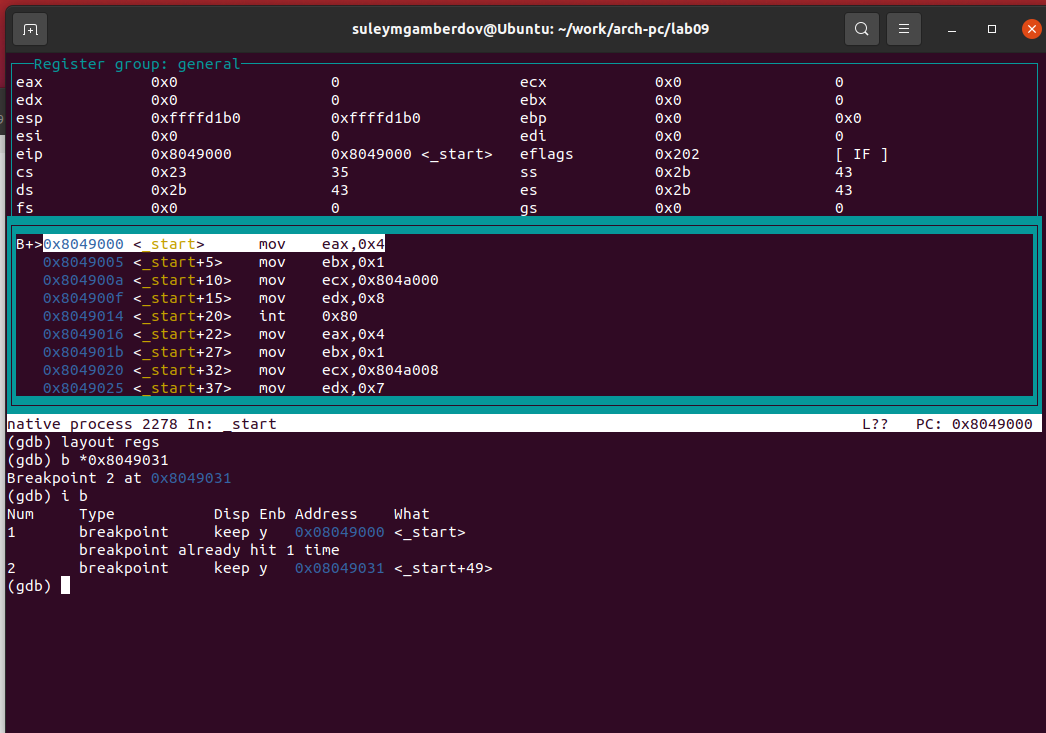 suleymgamberdov@Ubuntu: ~/work/arch-pc/lab09
Register group: general
eax 0x0 0 ecx 0x0 0
edx 0x0 0 ebx 0x0 0
esp 0xffffd1b0 0xffffd1b0 ebp 0x0 0x0
esi 0x0 0 edi 0x0 0
eip 0x8049000 0x8049000 <_start> eflags 0x202 [ IF ]
cs 0x23 35 ss 0x2b 43
ds 0x2b 43 es 0x2b 43
fs 0x0 0 gs 0x0 0
B+>0x8049000 <_start> mov eax,0x4
0x8049005 <_start+5> mov ebx,0x1
0x804900a <_start+10> mov ecx,0x804a000
0x804900f <_start+15> mov edx,0x8
0x8049014 <_start+20> int 0x80
0x8049016 <_start+22> mov eax,0x4
0x804901b <_start+27> mov ebx,0x1
0x8049020 <_start+32> mov ecx,0x804a008
0x8049025 <_start+37> mov edx,0x7
native process 2278 In: _start L?? PC: 0x8049000
(gdb) layout regs
(gdb) b *0x8049031
Breakpoint 2 at 0x8049031
(gdb) i b
Num Type Disp Enb Address What
1 breakpoint keep y 0x08049000 <_start>
breakpoint already hit 1 time
2 breakpoint keep y 0x08049031 <_start+49>
(gdb)